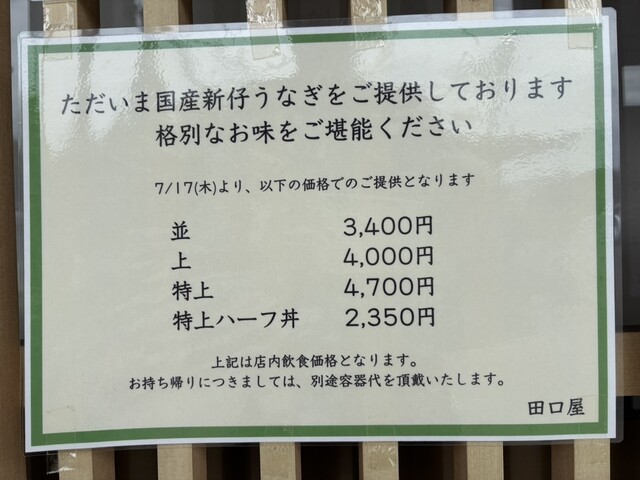 ただいま国産新仔うなぎをご提供しております
格別なお味をご堪能ください
7/17(木)より、以下の価格でのご提供となります
並 3,400円
上 4,000円
特上 4,700円
特上ハーフ丼 2,350円
上記は店内飲食価格となります。
お持ち帰りにつきましては、別途容器代を頂戴いたします。
田口屋